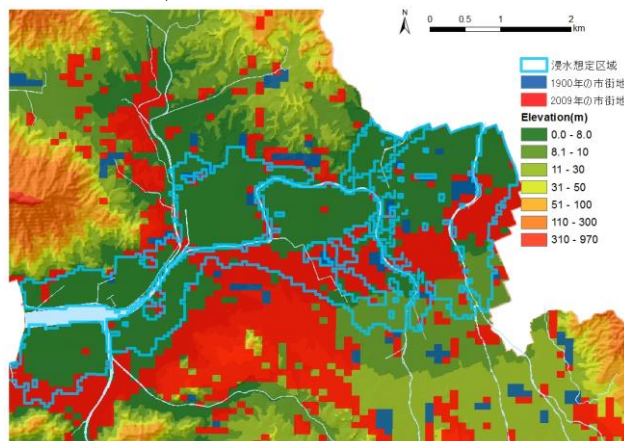 N
0 0.5 1 2
km
浸水想定区域
1900年の市街地
2009年の市街地
Elevation(m)
0.0 - 8.0
8.1 - 10
11 - 30
31 - 50
51 - 100
110 - 300
310 - 970